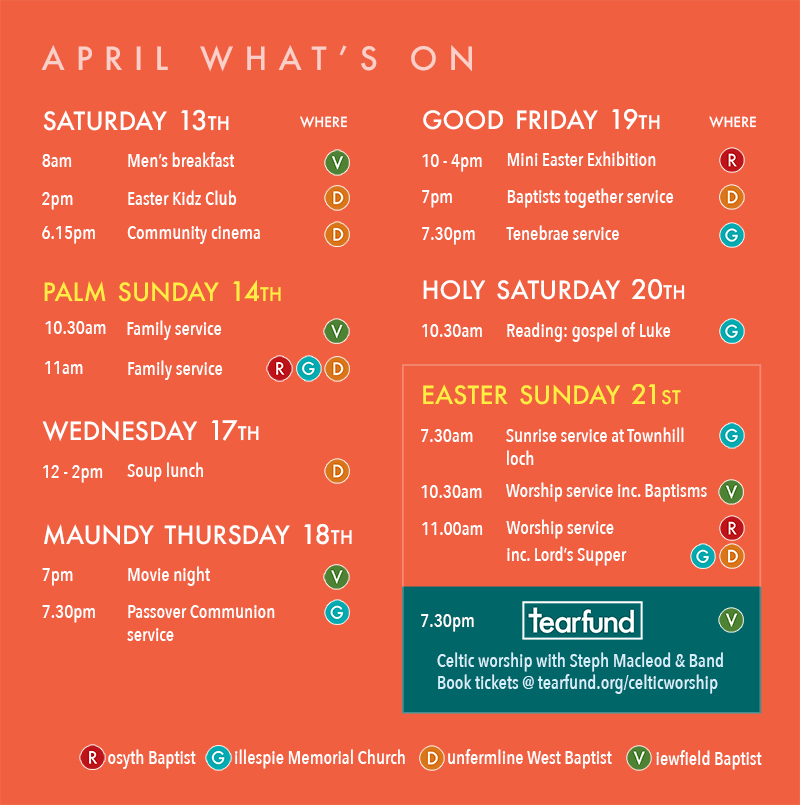 APRIL WHAT'S ON
SATURDAY 13TH WHERE
8am Men's breakfast V
2pm Easter Kidz Club D
6.15pm Community cinema D
PALM SUNDAY 14TH
10.30am Family service V
11am Family service R G D
WEDNESDAY 17TH
12 - 2pm Soup lunch D
MAUNDY THURSDAY 18TH
7pm Movie night V
7.30pm Passover Communion G
service
GOOD FRIDAY 19TH WHERE
10 - 4pm Mini Easter Exhibition R
7pm Baptists together service D
7.30pm Tenebrae service G
HOLY SATURDAY 20TH
10.30am Reading: gospel of Luke G
EASTER SUNDAY 21ST
7.30am Sunrise service at Townhill G
loch
10.30am Worship service inc. Baptisms V
11.00am Worship service R
inc. Lord's Supper G D
7.30pm tearfund V
Celtic worship with Steph Macleod & Band
Book tickets @ tearfund.org/celticworship
R osyth Baptist G illespie Memorial Church D unfermline West Baptist V iewfield Baptist